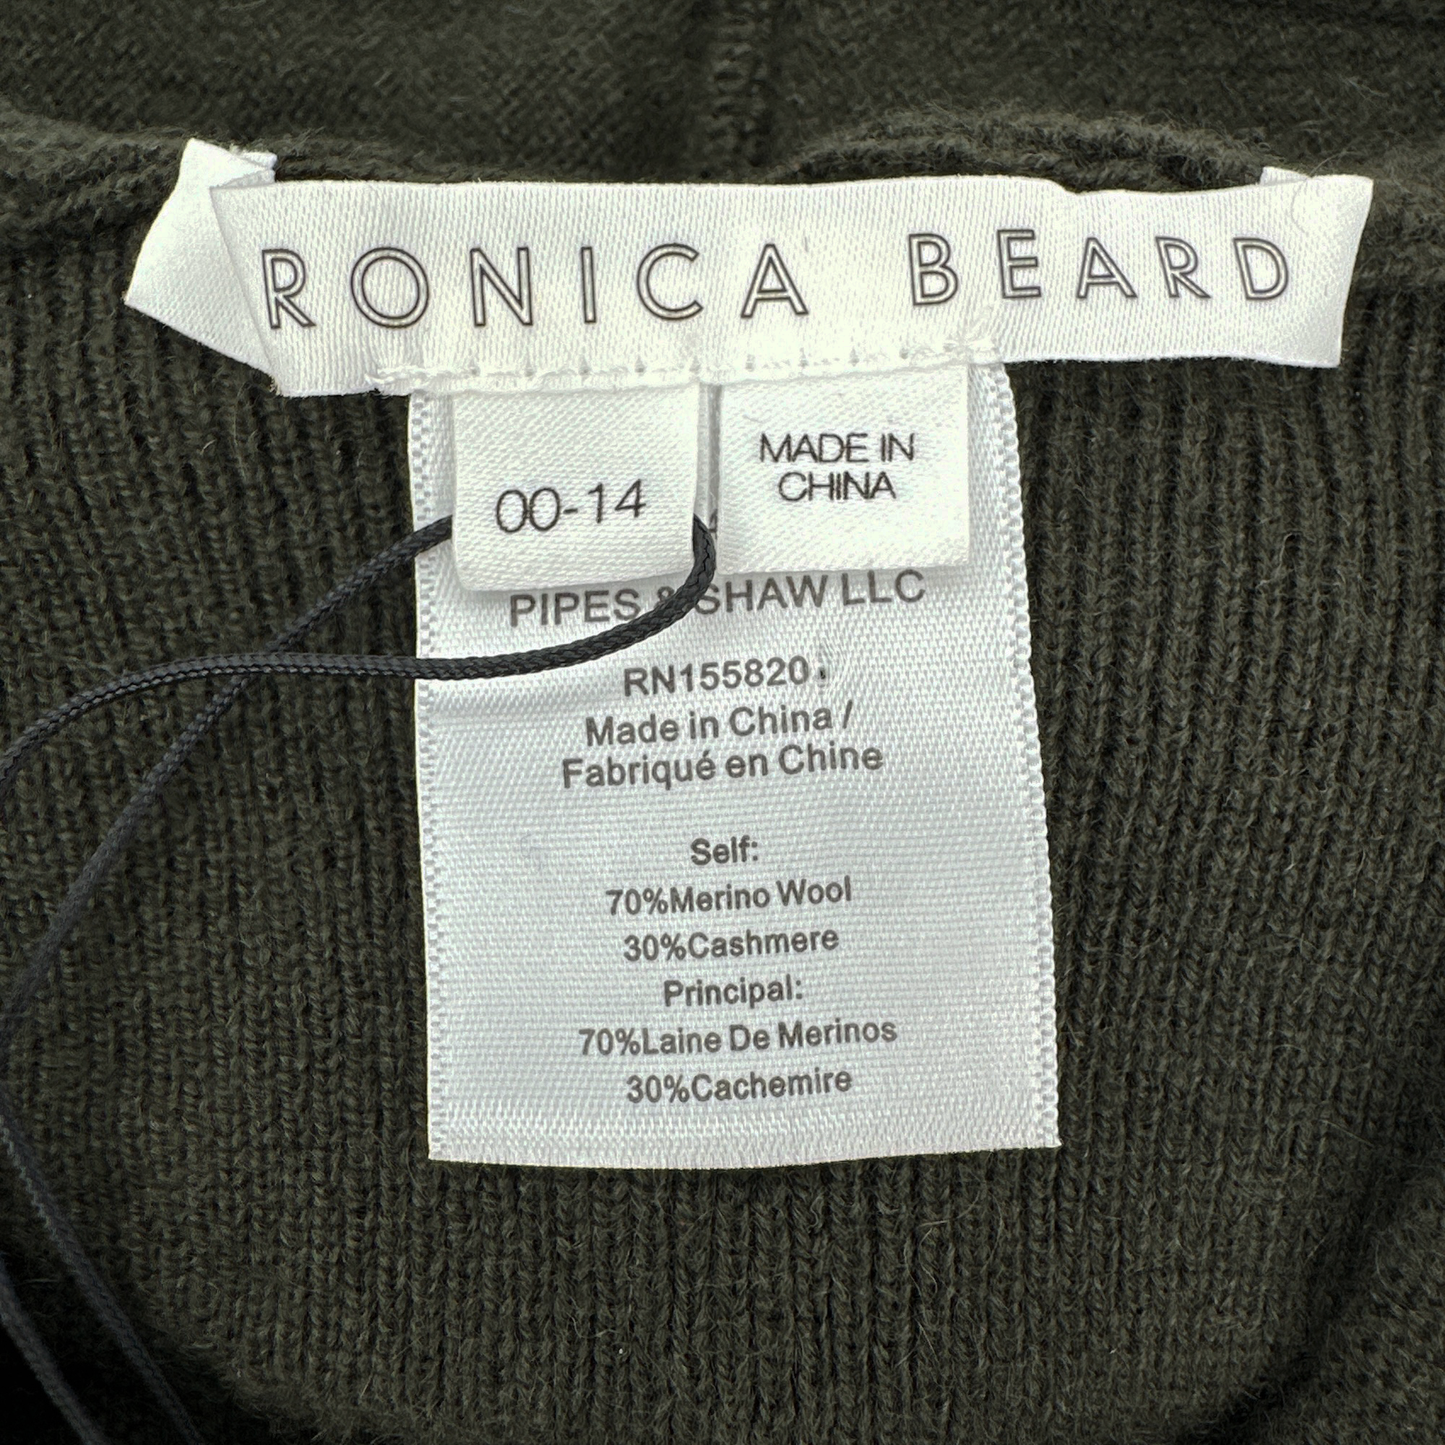 RONICA BEARD
00-14
MADE IN
CHINA
PIPES & SHAW LLC
RN155820
Made in China /
Fabriqué en Chine
Self:
70%Merino Wool
30%Cashmere
Principal:
70%Laine De Merinos
30%Cachemire